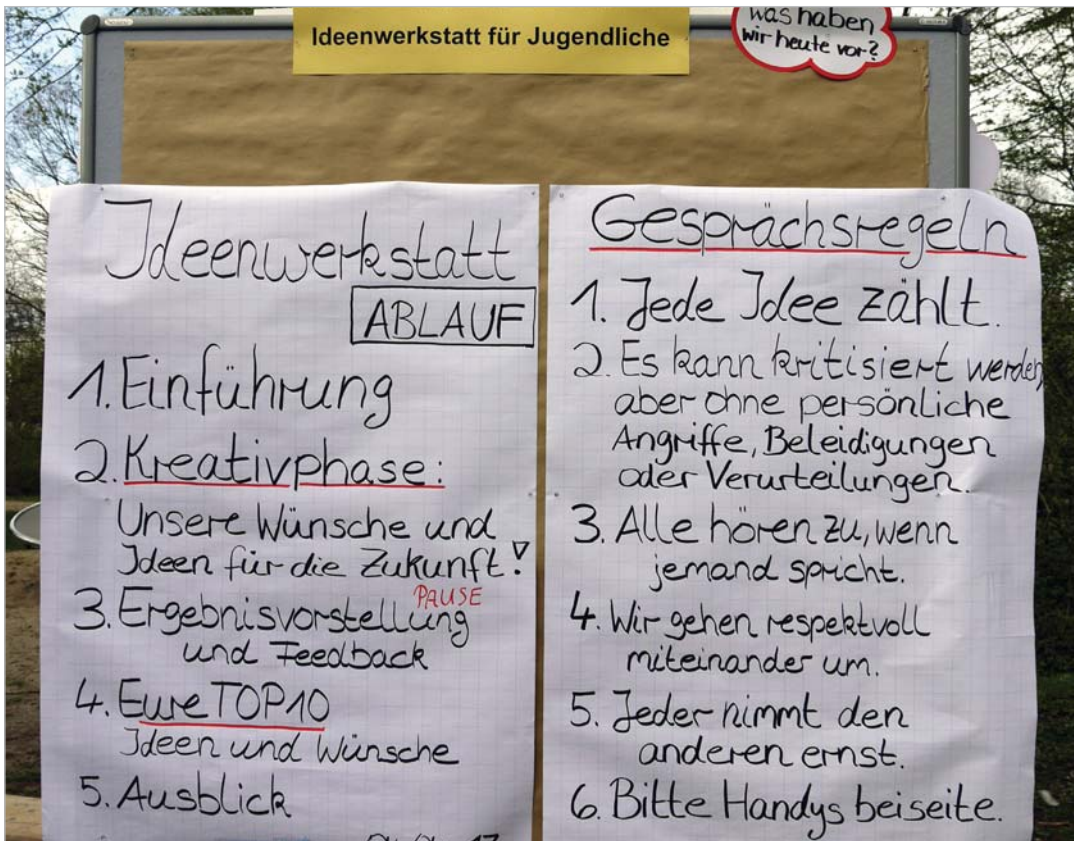 Ideenwerkstatt für Jugendliche
was haben
wir heute vor?
Ideenwerkstatt
ABLAUF
1. Einführung
2. Kreativphase:
Unsere Wünsche und
Ideen für die Zukunft!
PAUSE
3. Ergebnisvorstellung
und Feedback
4. Eure TOP 10
Ideen und Wünsche
5. Ausblick
Gesprächsregeln
1. Jede Idee zählt.
2. Es kann kritisiert werden,
aber ohne persönliche
Angriffe, Beleidigungen
oder Verurteilungen.
3. Alle hören zu, wenn
jemand spricht.
4. Wir gehen respektvoll
miteinander um.
5. Jeder nimmt den
anderen ernst.
6. Bitte Handys beiseite.